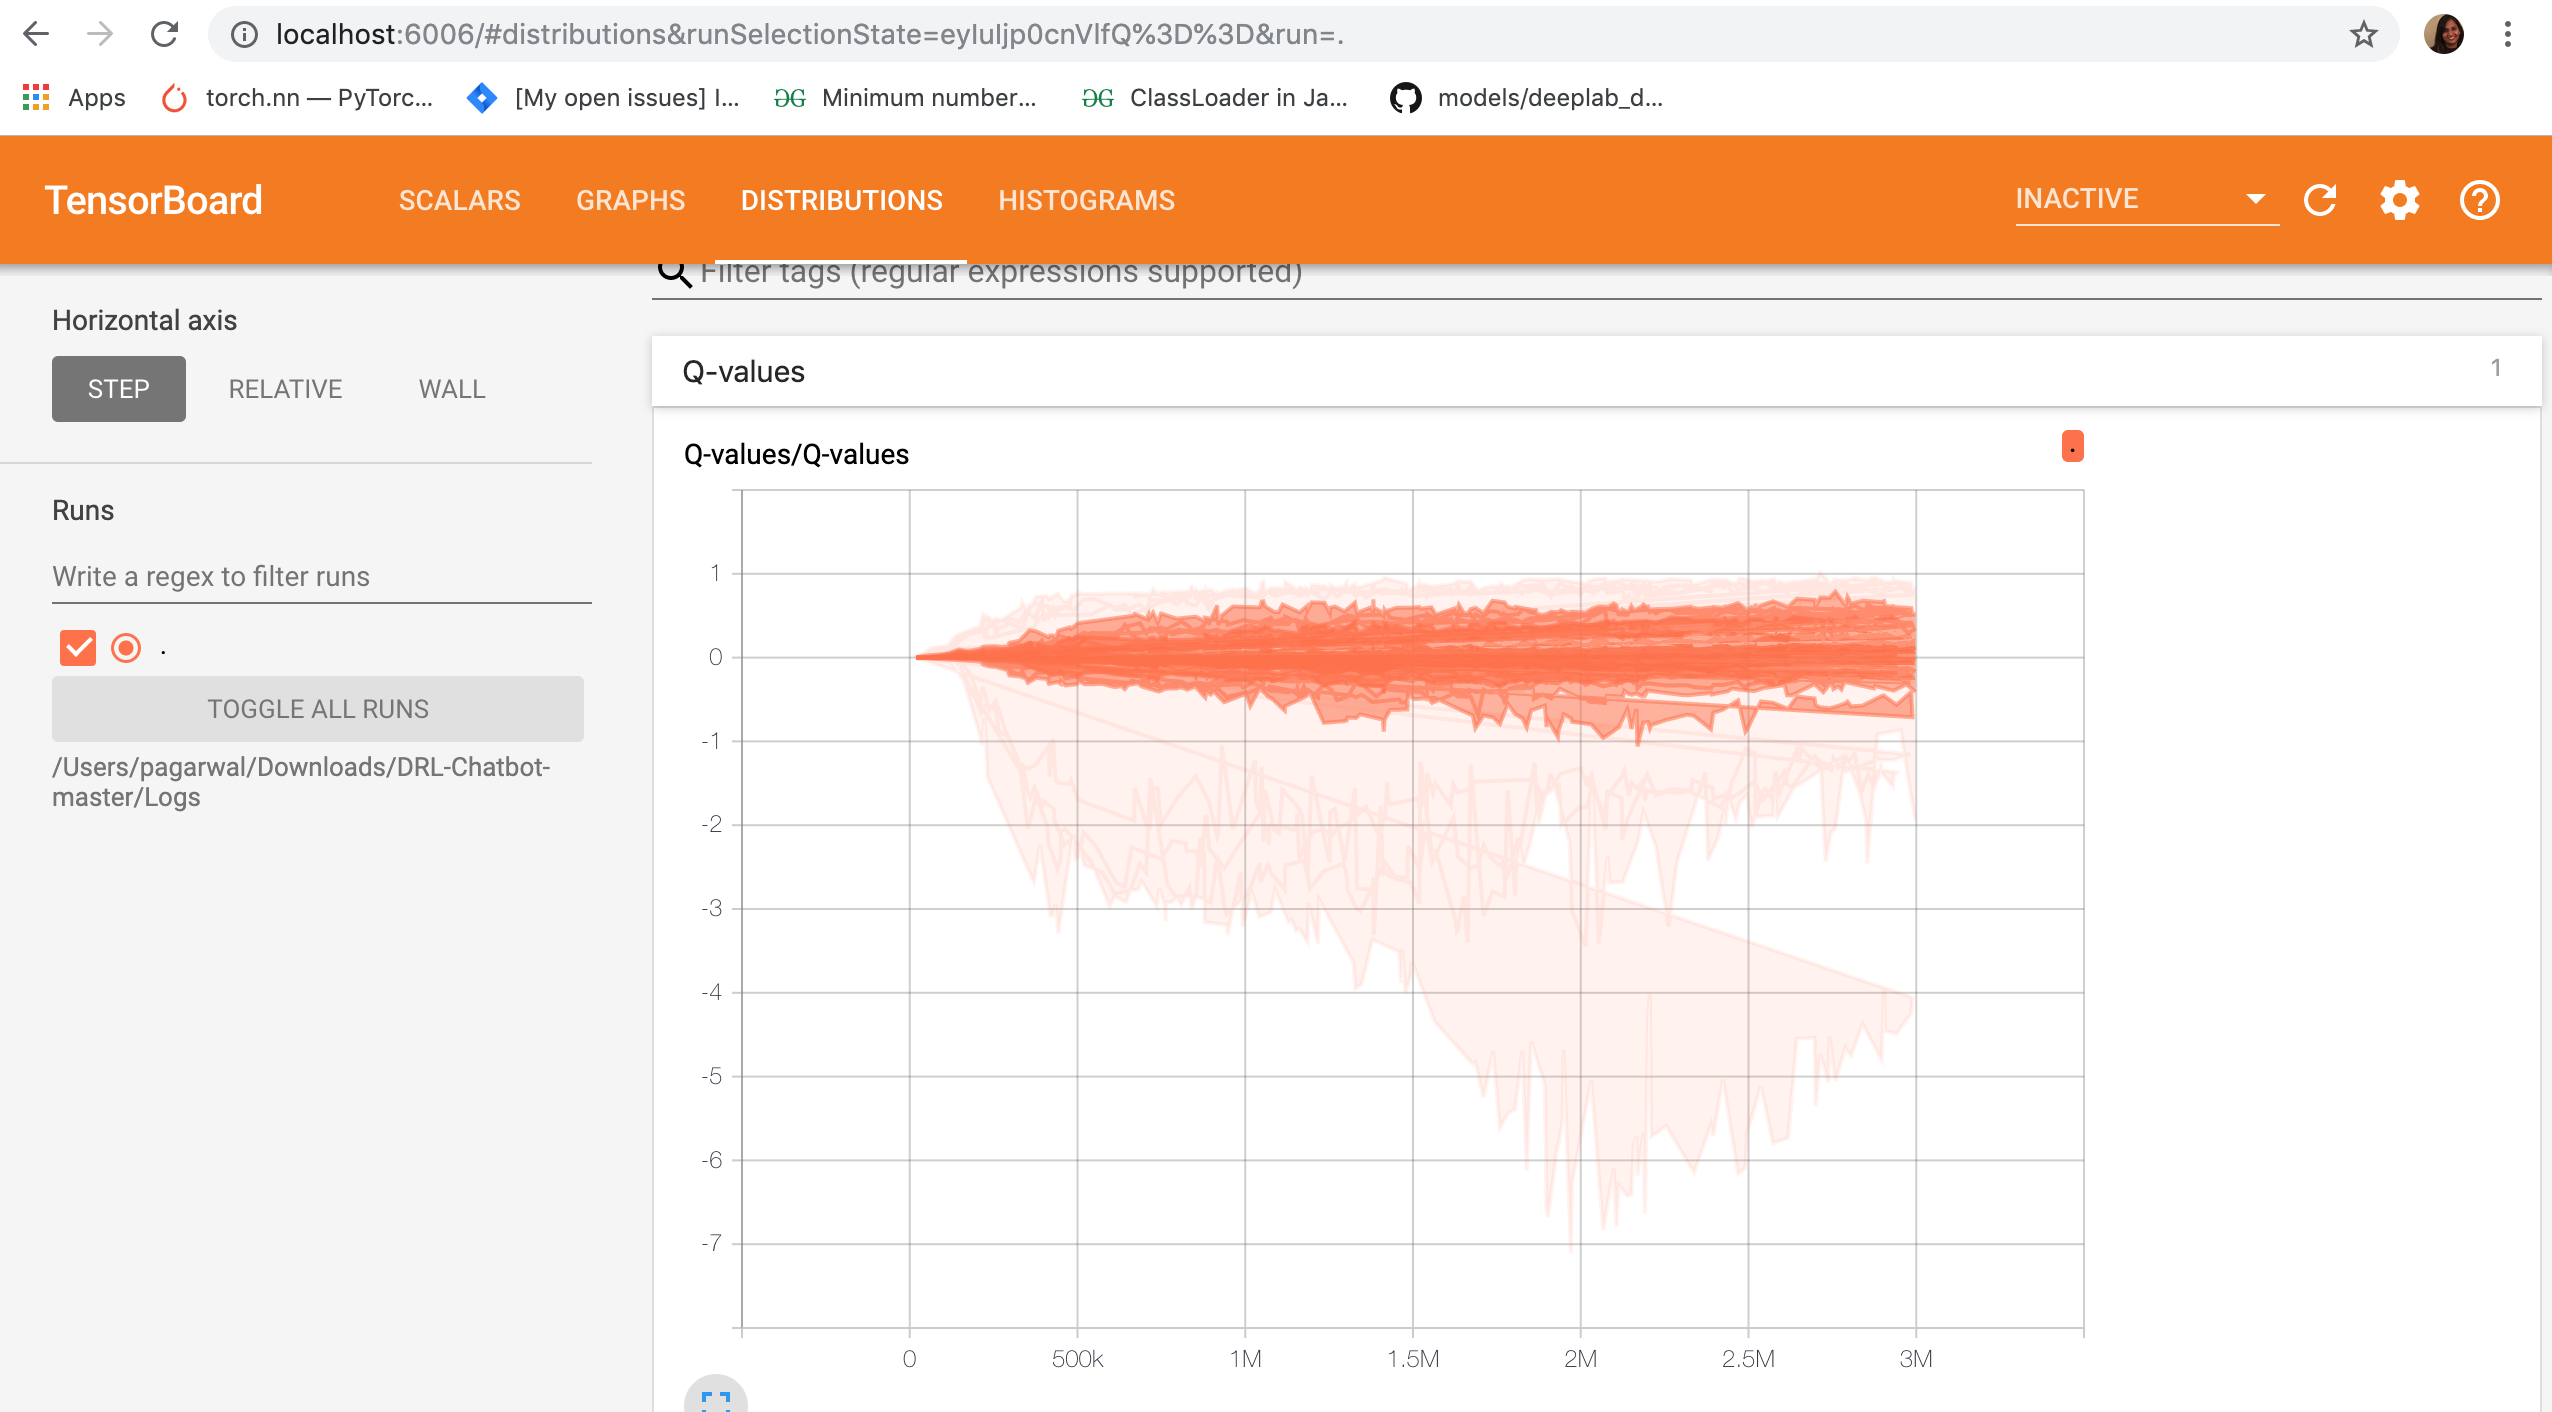 localhost:6006/#distributions&runSelectionState=eyIuIjp0cnVlfQ%3D%3D&run=.
Apps torch.nn — PyTorc... [My open issues] I... Minimum number... ClassLoader in Ja... models/deeplab_d...
TensorBoard SCALARS GRAPHS DISTRIBUTIONS HISTOGRAMS INACTIVE
Filter tags (regular expressions supported)
Horizontal axis
STEP RELATIVE WALL
Runs
Write a regex to filter runs
.
TOGGLE ALL RUNS
/Users/pagarwal/Downloads/DRL-Chatbot-
master/Logs
Q-values 1
Q-values/Q-values .
1
0
-1
-2
-3
-4
-5
-6
-7
0 500k 1M 1.5M 2M 2.5M 3M